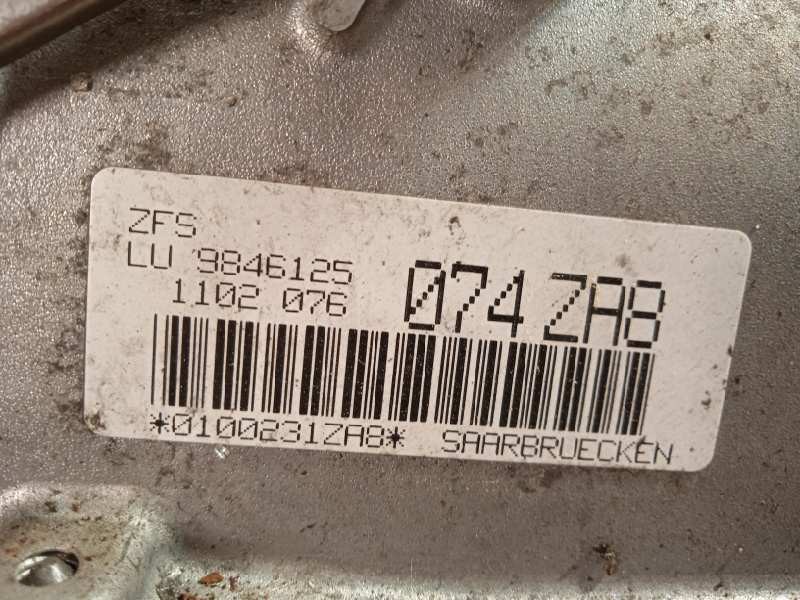 ZFS
LU 9846125
1102 076
074 ZA8
*0100231ZA8* SAARBRUECKEN